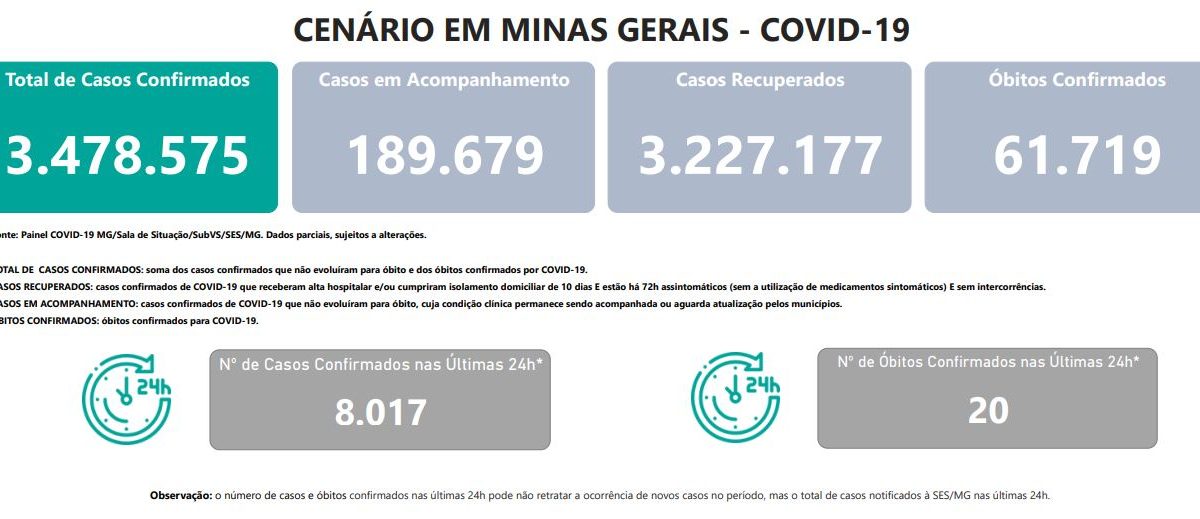 CENÁRIO EM MINAS GERAIS - COVID-19
Total de Casos Confirmados
3.478.575
Casos em Acompanhamento
189.679
Casos Recuperados
3.227.177
Óbitos Confirmados
61.719
onte: Painel COVID-19 MG/Sala de Situação/SubVS/SES/MG. Dados parciais, sujeitos a alterações.
OTAL DE CASOS CONFIRMADOS: soma dos casos confirmados que não evoluíram para óbito e dos óbitos confirmados por COVID-19.
ASOS RECUPERADOS: casos confirmados de COVID-19 que receberam alta hospitalar e/ou cumpriram isolamento domiciliar de 10 dias E estão há 72h assintomáticos (sem a utilização de medicamentos sintomáticos) E sem intercorrências.
ASOS EM ACOMPANHAMENTO: casos confirmados de COVID-19 que não evoluíram para óbito, cuja condição clínica permanece sendo acompanhada ou aguarda atualização pelos municípios.
BITOS CONFIRMADOS: óbitos confirmados para COVID-19.
24h
Nº de Casos Confirmados nas Últimas 24h*
8.017
24h
Nº de Óbitos Confirmados nas Últimas 24h*
20
Observação: o número de casos e óbitos confirmados nas últimas 24h pode não retratar a ocorrência de novos casos no período, mas o total de casos notificados à SES/MG nas últimas 24h.